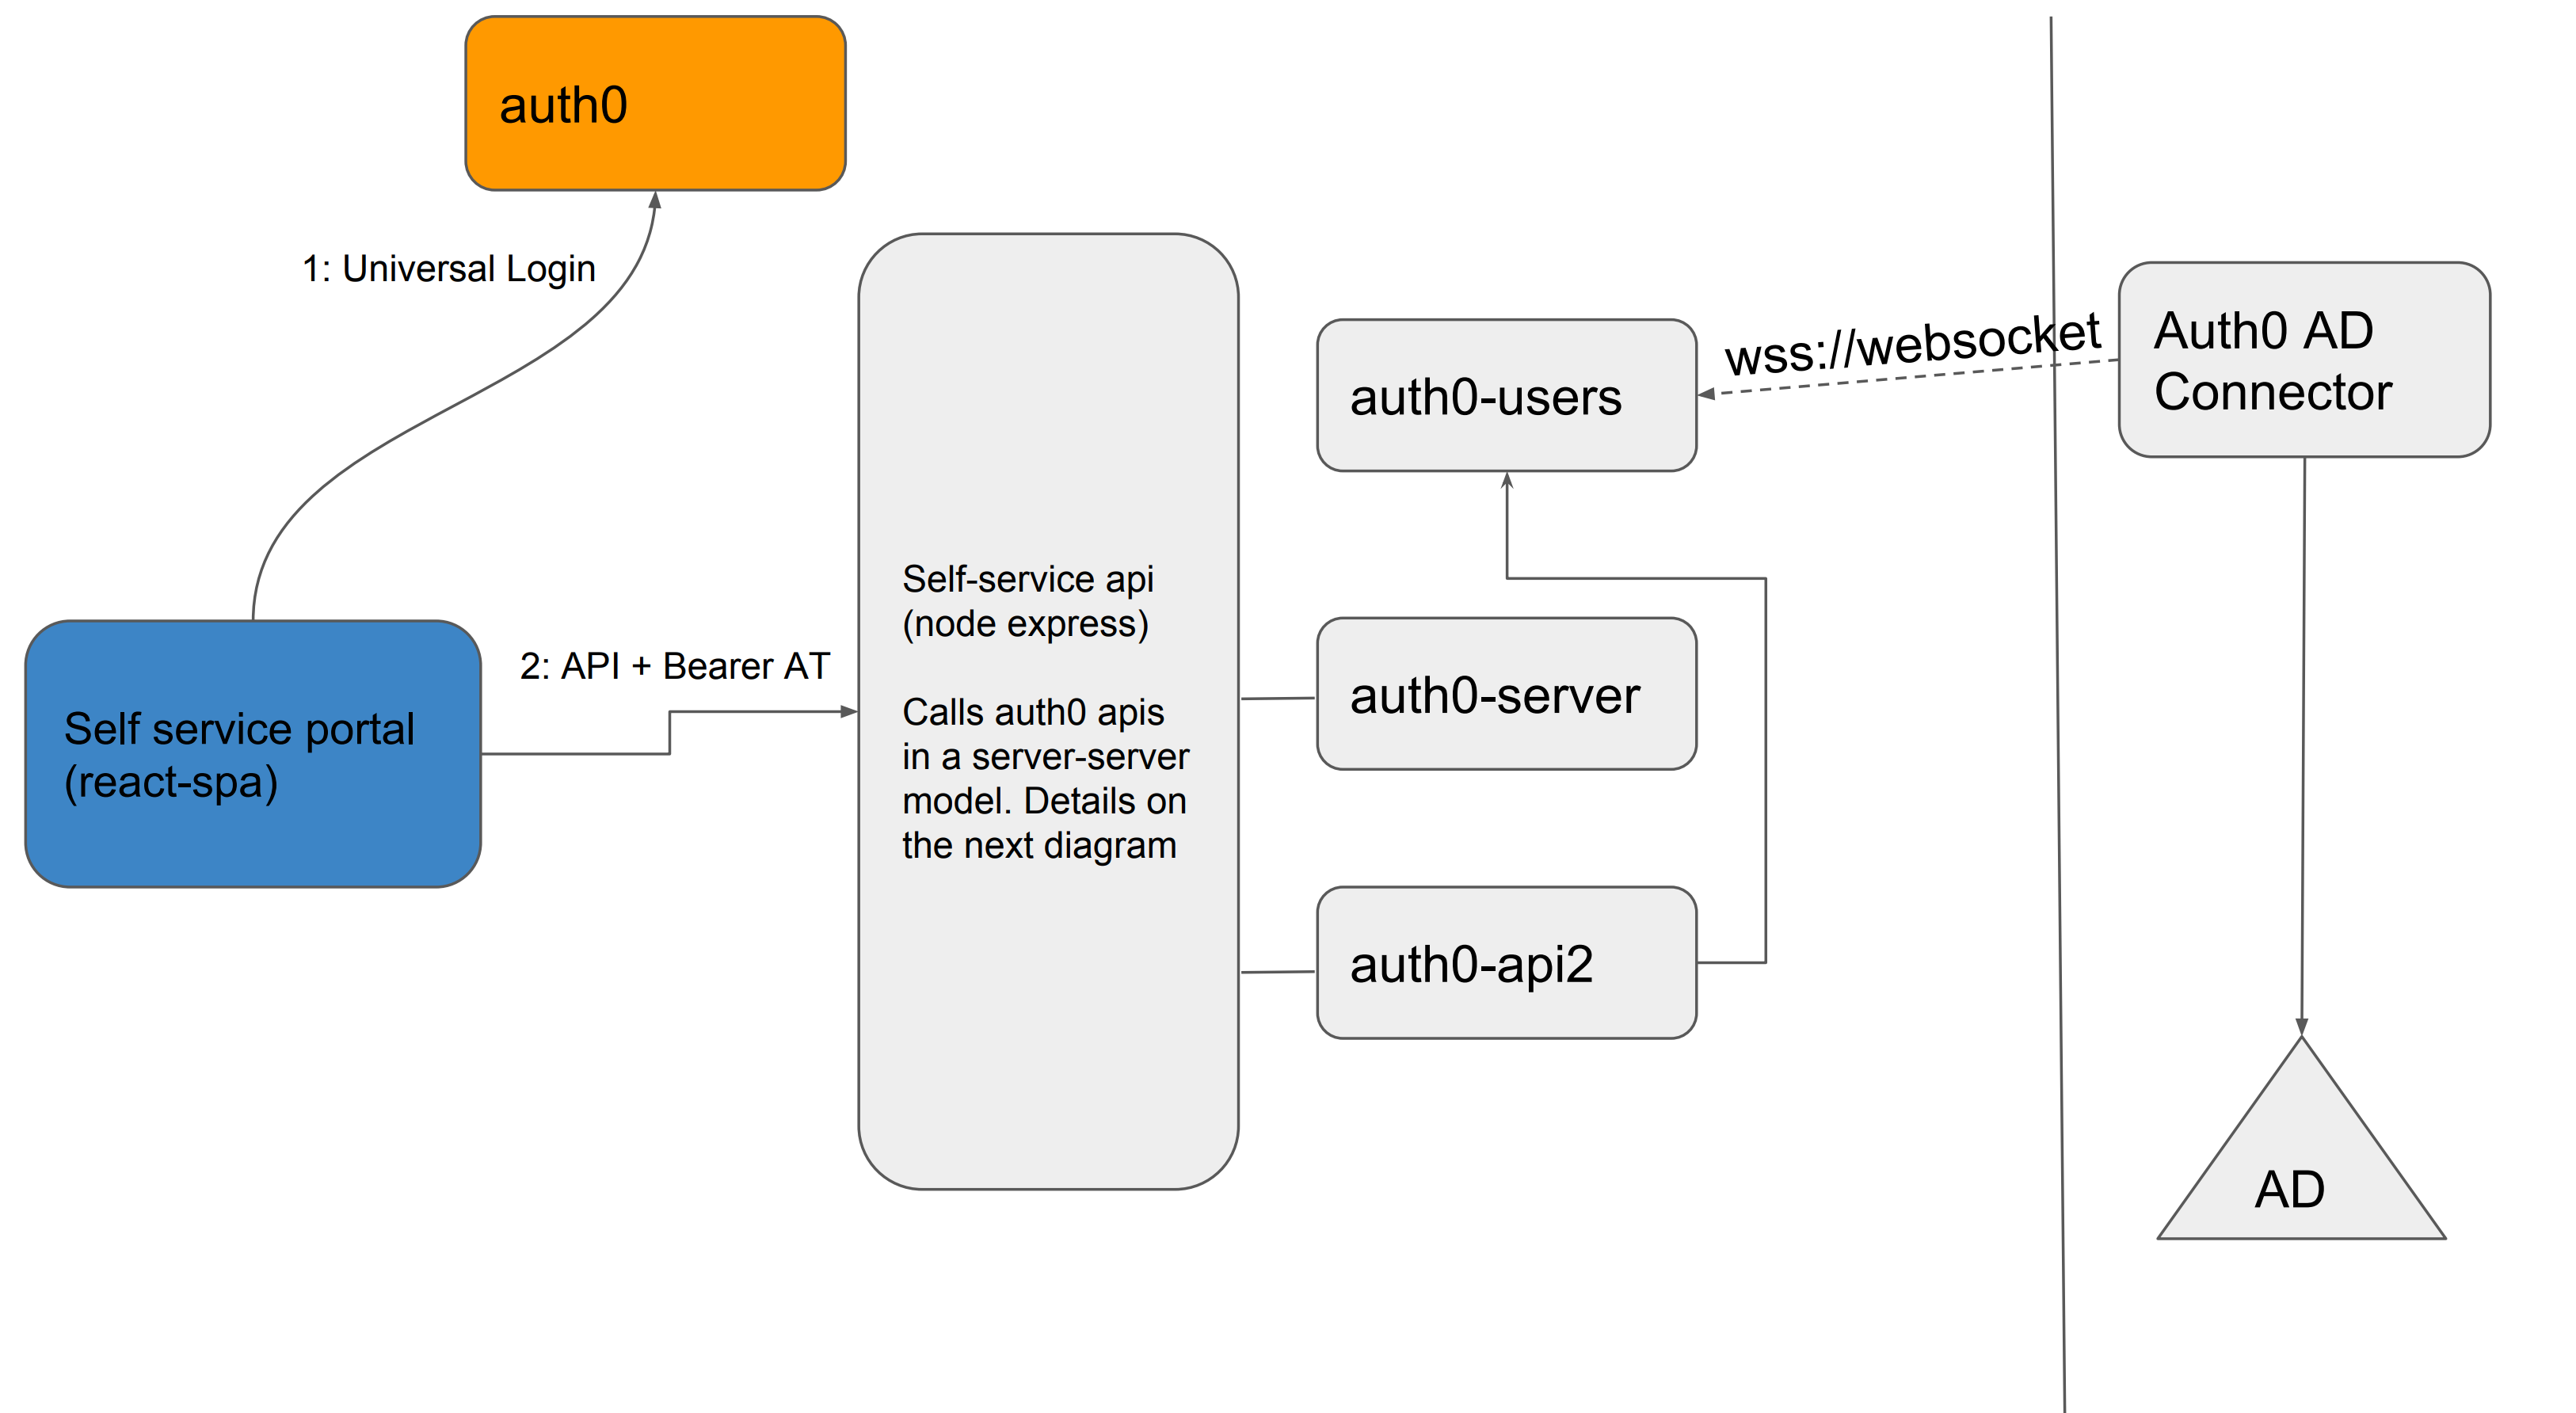 auth0
1: Universal Login
Self service portal
(react-spa)
2: API + Bearer AT
Self-service api
(node express)
Calls auth0 apis
in a server-server
model. Details on
the next diagram
auth0-users
auth0-server
auth0-api2
wss://websocket
Auth0 AD
Connector
AD